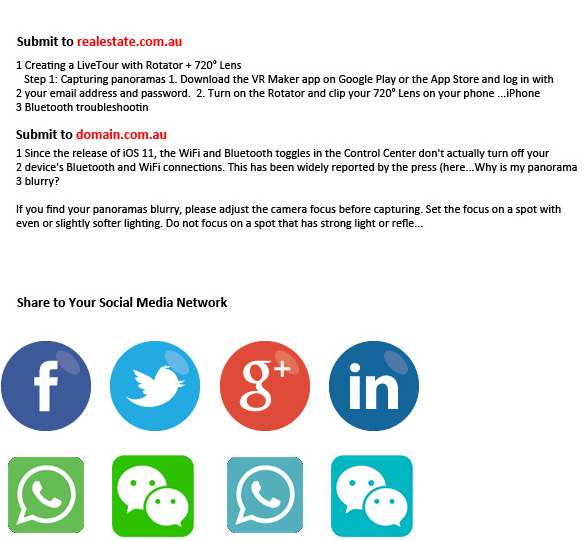 Submit to realestate.com.au
1 Creating a LiveTour with Rotator + 720° Lens
Step 1: Capturing panoramas 1. Download the VR Maker app on Google Play or the App Store and log in with
2 your email address and password.  2. Turn on the Rotator and clip your 720° Lens on your phone ...iPhone
3 Bluetooth troubleshootin
Submit to domain.com.au
1 Since the release of iOS 11, the WiFi and Bluetooth toggles in the Control Center don't actually turn off your
2 device's Bluetooth and WiFi connections. This has been widely reported by the press (here...Why is my panorama
3 blurry?
If you find your panoramas blurry, please adjust the camera focus before capturing. Set the focus on a spot with
even or slightly softer lighting. Do not focus on a spot that has strong light or refle...
Share to Your Social Media Network
f
g+
in